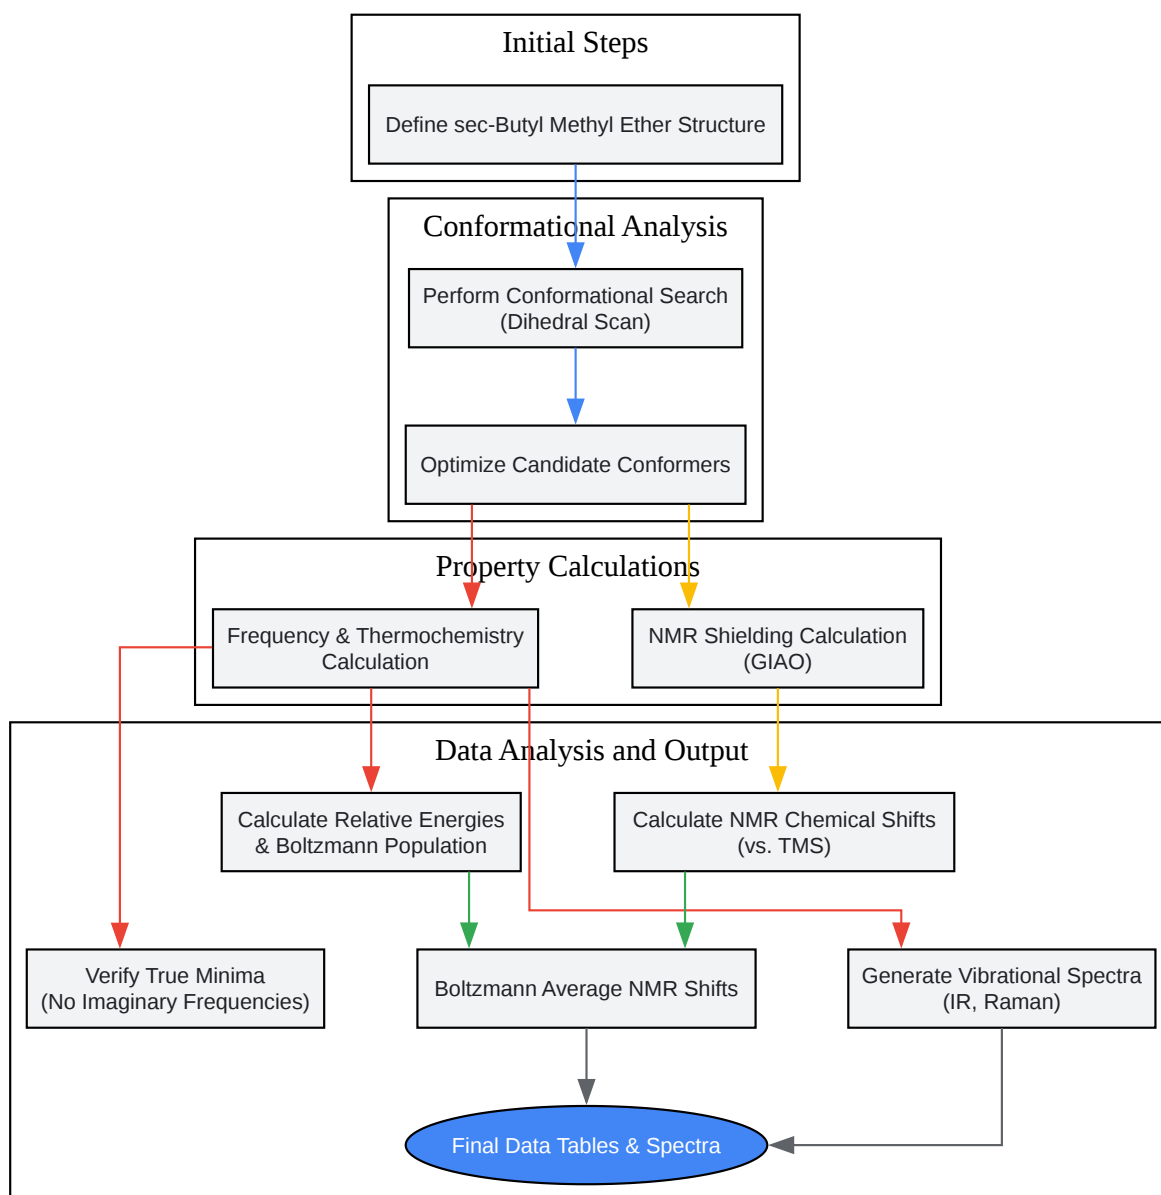 Initial Steps
Define sec-Butyl Methyl Ether Structure
Conformational Analysis
Perform Conformational Search
(Dihedral Scan)
Optimize Candidate Conformers
Property Calculations
Frequency & Thermochemistry
Calculation
NMR Shielding Calculation
(GIAO)
Data Analysis and Output
Calculate Relative Energies
& Boltzmann Population
Calculate NMR Chemical Shifts
(vs. TMS)
Verify True Minima
(No Imaginary Frequencies)
Boltzmann Average NMR Shifts
Generate Vibrational Spectra
(IR, Raman)
Final Data Tables & Spectra